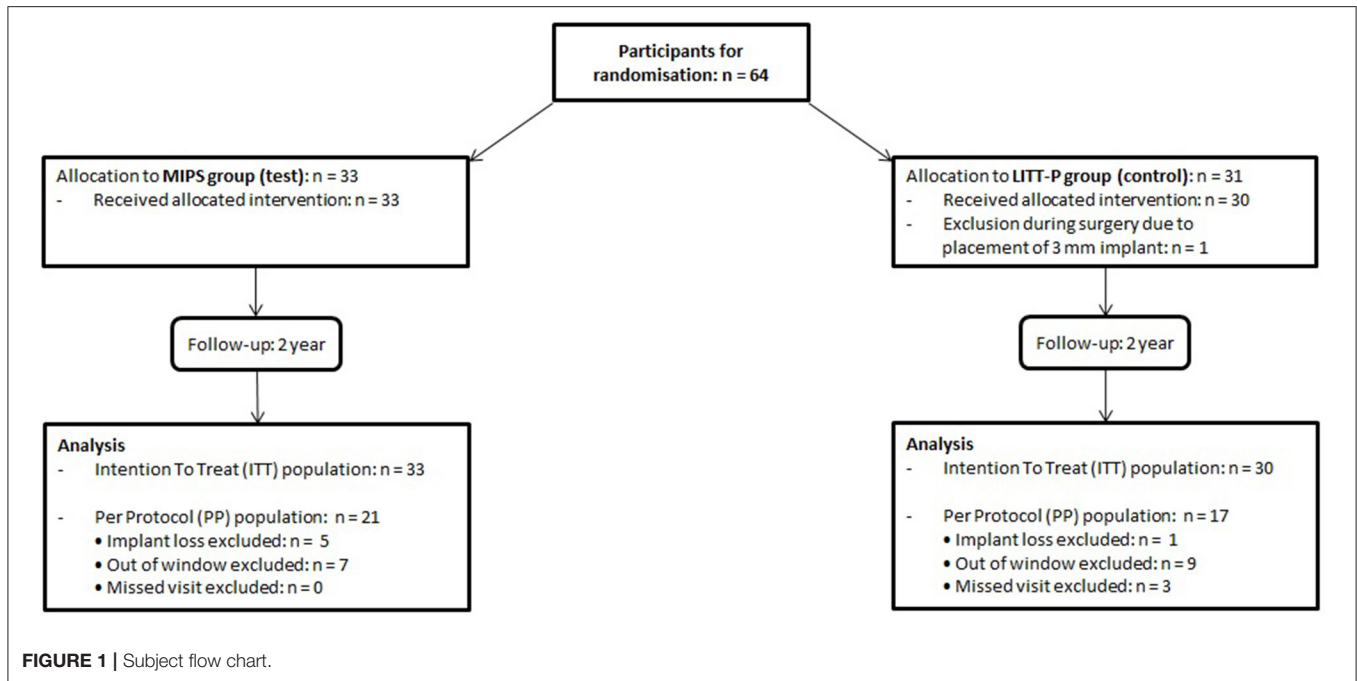 Participants for
randomisation: n = 64
Allocation to MIPS group (test): n = 33
- Received allocated intervention: n = 33
Allocation to LITT-P group (control): n = 31
- Received allocated intervention: n = 30
- Exclusion during surgery due to
placement of 3 mm implant: n = 1
Follow-up: 2 year
Follow-up: 2 year
Analysis
- Intention To Treat (ITT) population: n = 33
- Per Protocol (PP) population: n = 21
• Implant loss excluded: n = 5
• Out of window excluded: n = 7
• Missed visit excluded: n = 0
Analysis
- Intention To Treat (ITT) population: n = 30
- Per Protocol (PP) population: n = 17
• Implant loss excluded: n = 1
• Out of window excluded: n = 9
• Missed visit excluded: n = 3
FIGURE 1 | Subject flow chart.